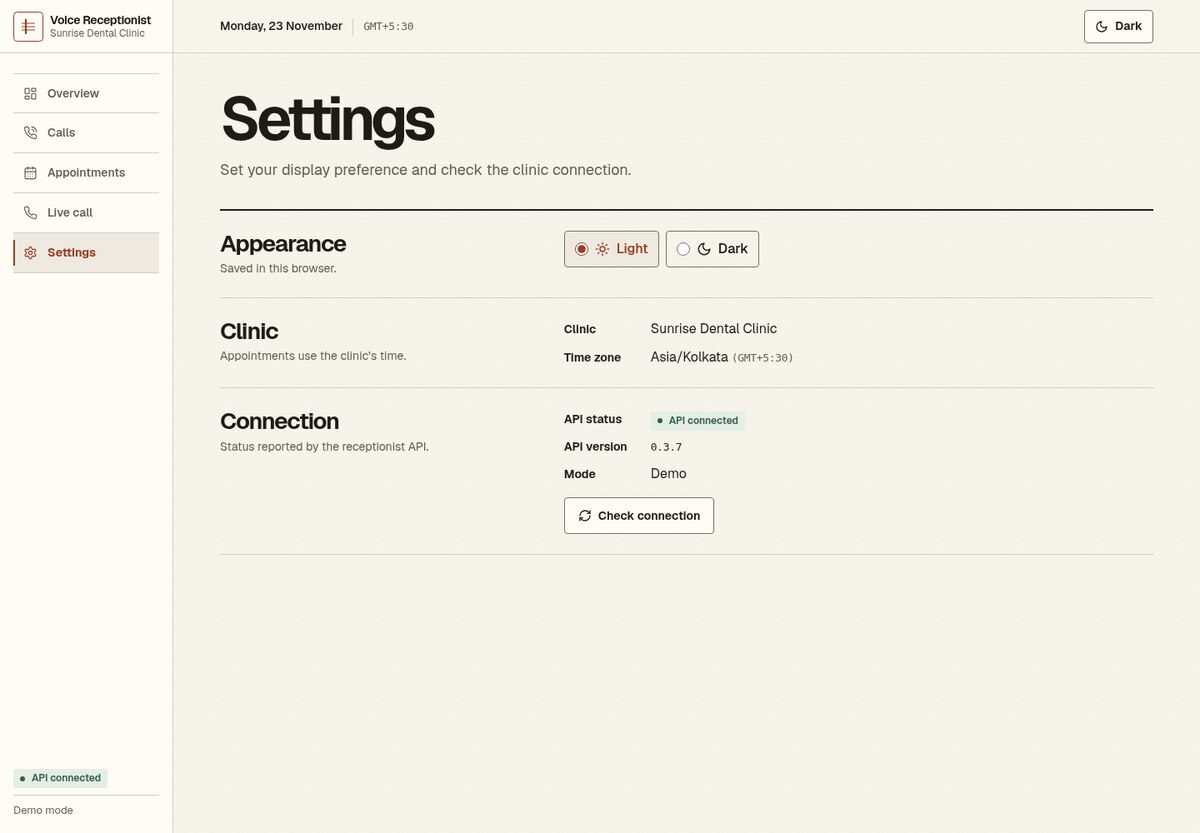 Voice Receptionist
Sunrise Dental Clinic
Monday, 23 November
GMT+5:30
Dark
Overview
Calls
Appointments
Live call
Settings
API connected
Demo mode
Settings
Set your display preference and check the clinic connection.
Appearance
Saved in this browser.
Light
Dark
Clinic
Appointments use the clinic's time.
Clinic Sunrise Dental Clinic
Time zone Asia/Kolkata (GMT+5:30)
Connection
Status reported by the receptionist API.
API status API connected
API version 0.3.7
Mode Demo
Check connection